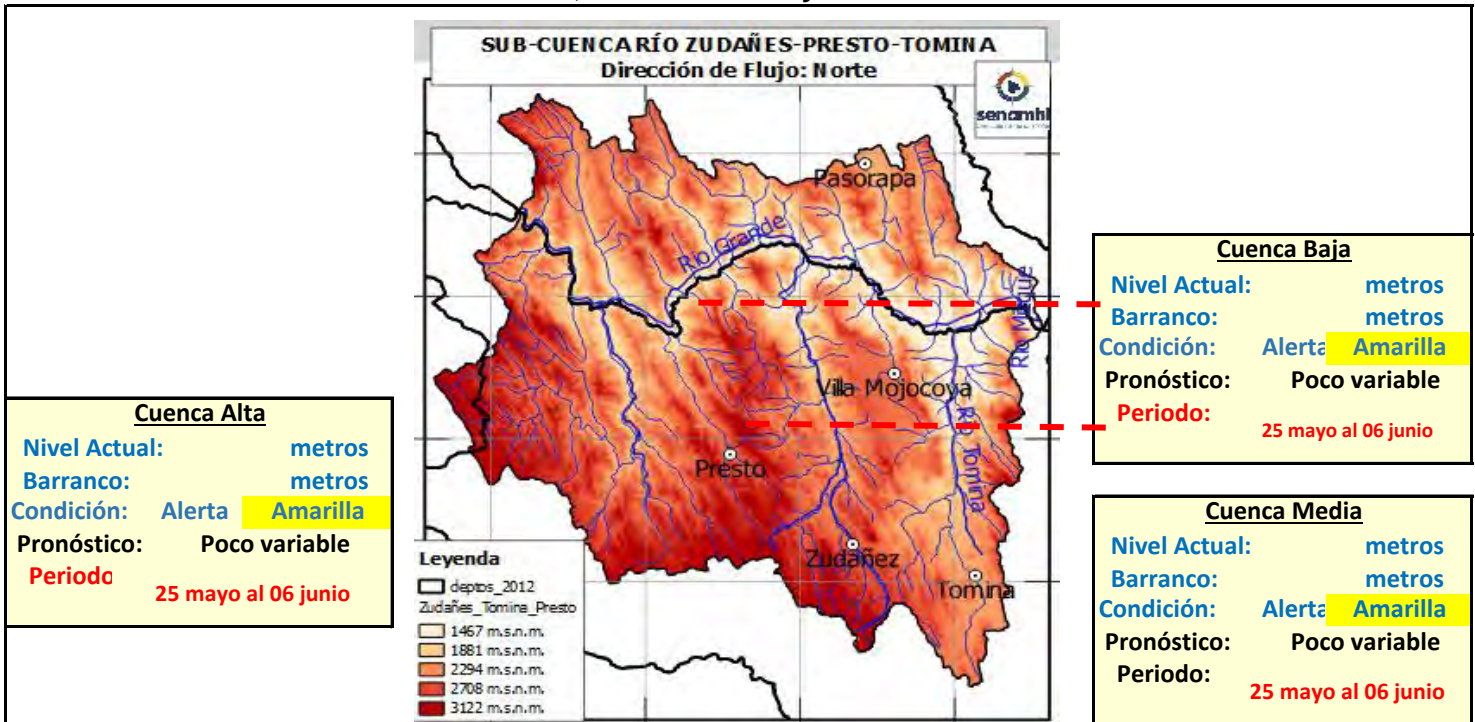 SUB-CUENCA RÍO ZUDAÑES-PRESTO-TOMINA
Dirección de Flujo: Norte
senamhi
Pasorapa
Rio Grande
Villa Mojocoya
Rio Tomina
Presto
Zudañez
Tomina
Leyenda
deptos_2012
Zudañes_Tomina_Presto
1467 m.s.n.m.
1881 m.s.n.m.
2294 m.s.n.m.
2708 m.s.n.m.
3122 m.s.n.m.
Cuenca Alta
Nivel Actual: metros
Barranco: metros
Condición: Alerta Amarilla
Pronóstico: Poco variable
Periodo
25 mayo al 06 junio
Cuenca Baja
Nivel Actual: metros
Barranco: metros
Condición: Alerta Amarilla
Pronóstico: Poco variable
Periodo:
25 mayo al 06 junio
Cuenca Media
Nivel Actual: metros
Barranco: metros
Condición: Alerta Amarilla
Pronóstico: Poco variable
Periodo:
25 mayo al 06 junio